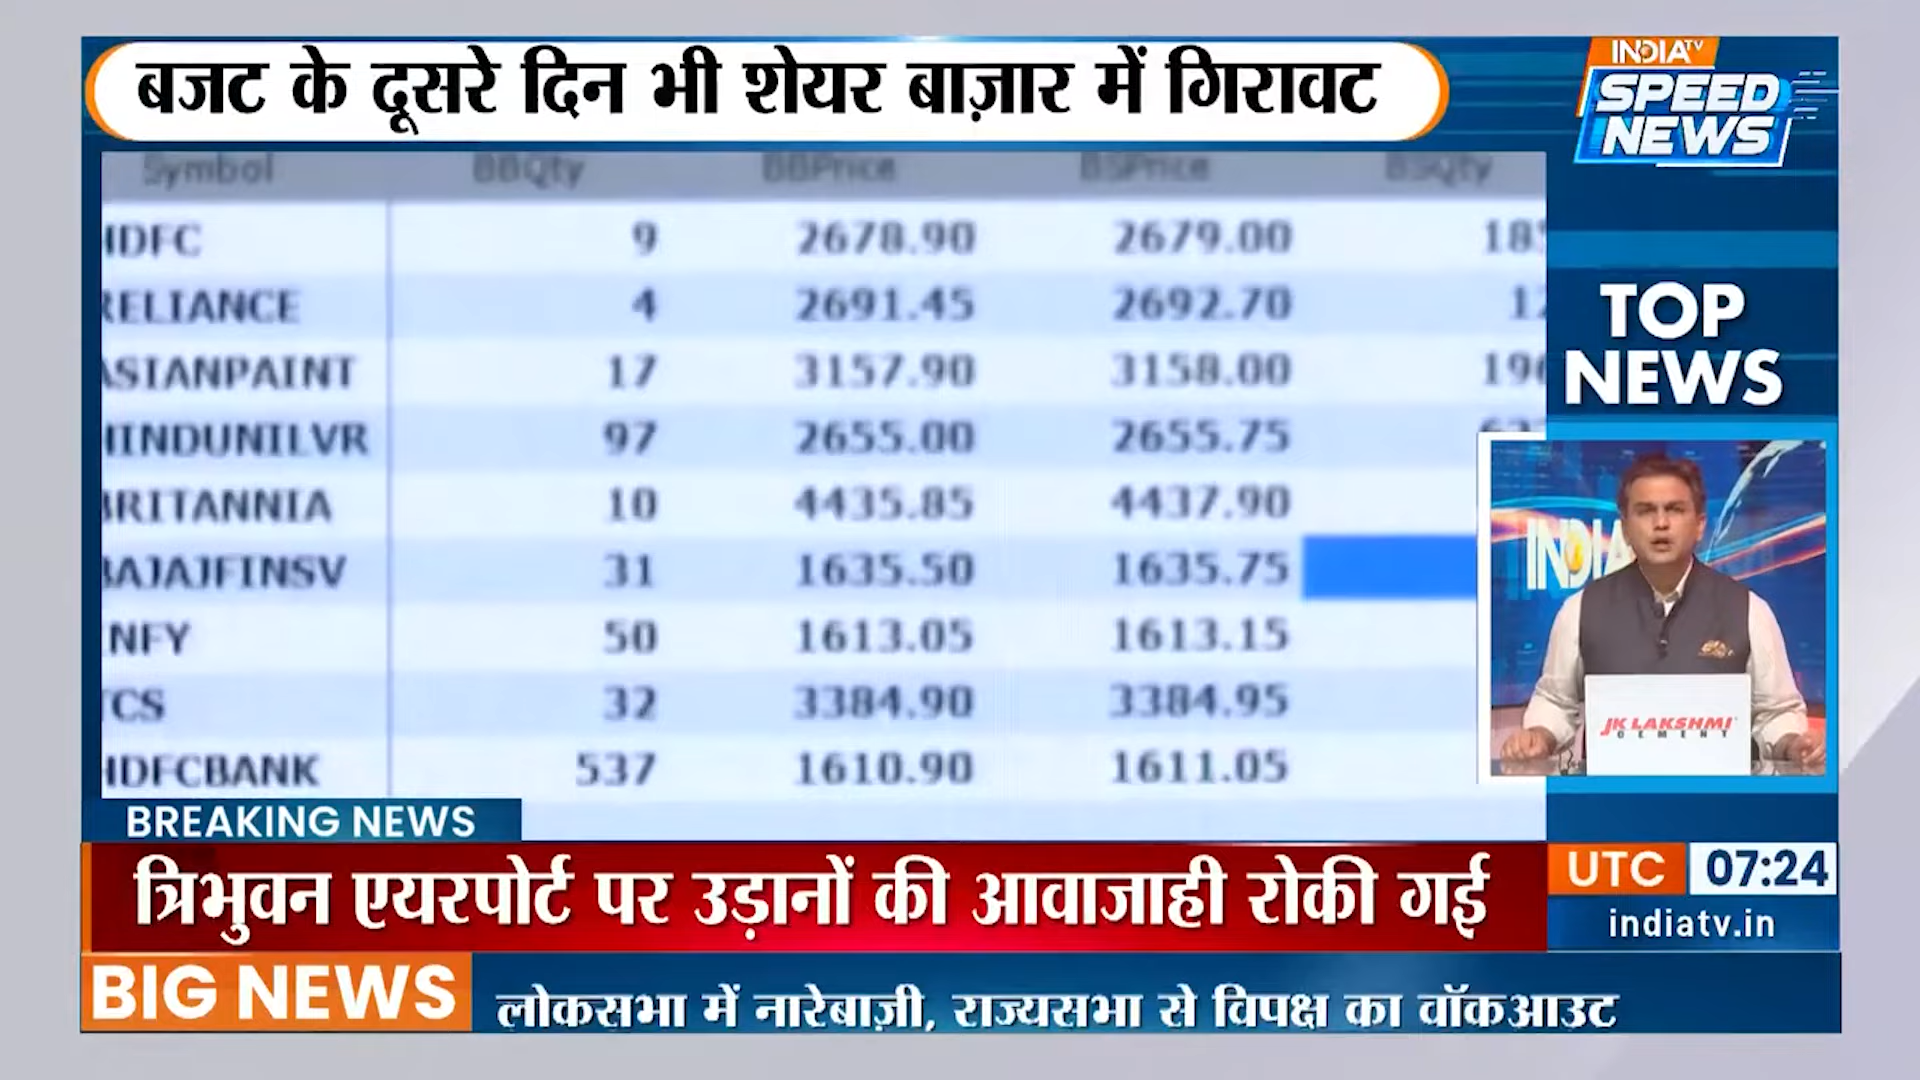 बजट के दूसरे दिन भी शेयर बाज़ार में गिरावट
INDIA TV
SPEED
NEWS
Symbol BBQty BBPrice BSPrice BSQty
HDFC 9 2678.90 2679.00
RELIANCE 4 2691.45 2692.70
ASIANPAINT 17 3157.90 3158.00
HINDUNILVR 97 2655.00 2655.75
BRITANNIA 10 4435.85 4437.90
BAJAJFINSV 31 1635.50 1635.75
INFY 50 1613.05 1613.15
TCS 32 3384.90 3384.95
HDFCBANK 537 1610.90 1611.05
TOP
NEWS
INDIA
JK LAKSHMI
CEMENT
BREAKING NEWS
त्रिभुवन एयरपोर्ट पर उड़ानों की आवाजाही रोकी गई
UTC 07:24
indiatv.in
BIG NEWS
लोकसभा में नारेबाज़ी, राज्यसभा से विपक्ष का वॉकआउट